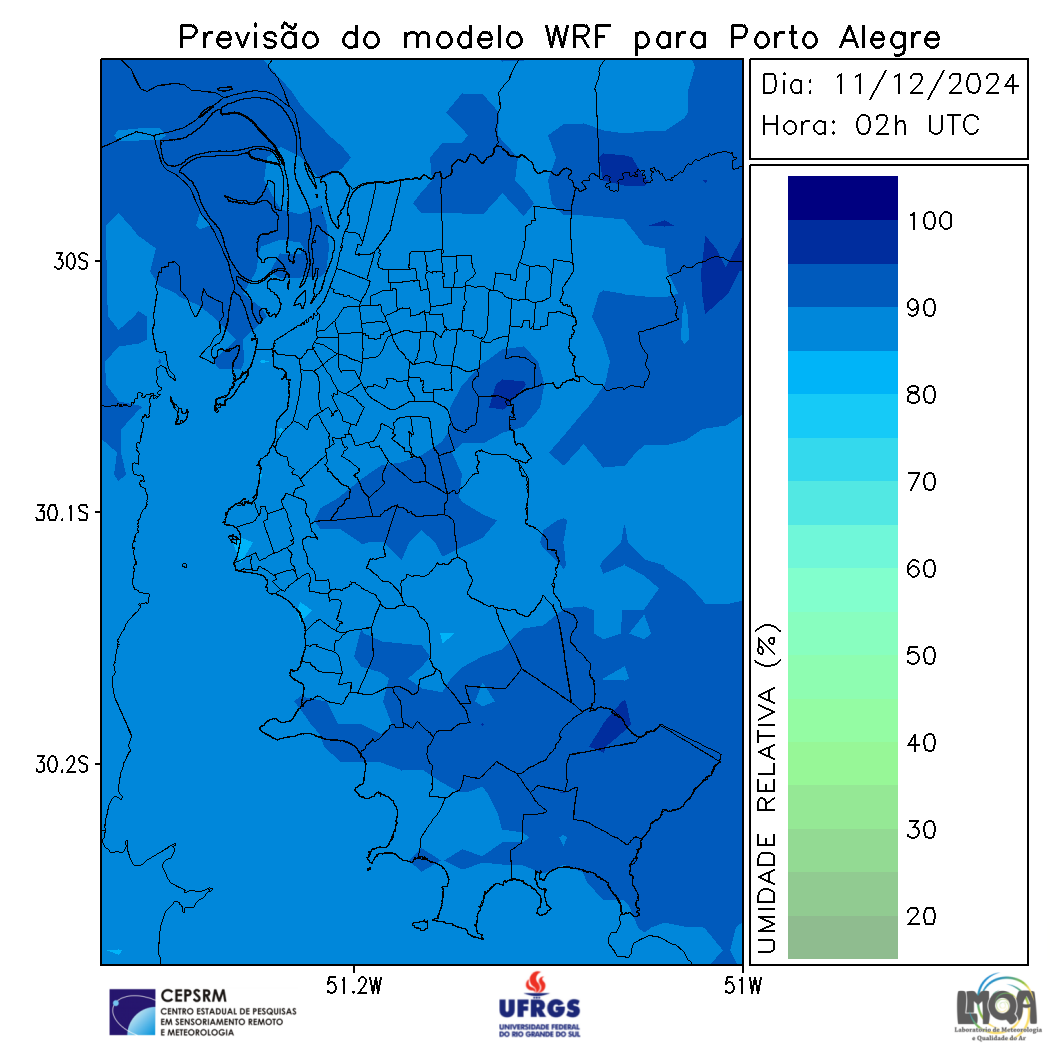 Previsão do modelo WRF para Porto Alegre
Dia: 11/12/2024
Hora: 02h UTC
30S
30.1S
30.2S
51.2W
51W
100
90
80
70
60
50
40
30
20
UMIDADE RELATIVA (%)
CEPSRM
CENTRO ESTADUAL DE PESQUISAS
EM SENSORIAMENTO REMOTO
E METEOROLOGIA
UFRGS
UNIVERSIDADE FEDERAL
DO RIO GRANDE DO SUL
LMQA
Laboratório de Meteorologia
e Qualidade do Ar